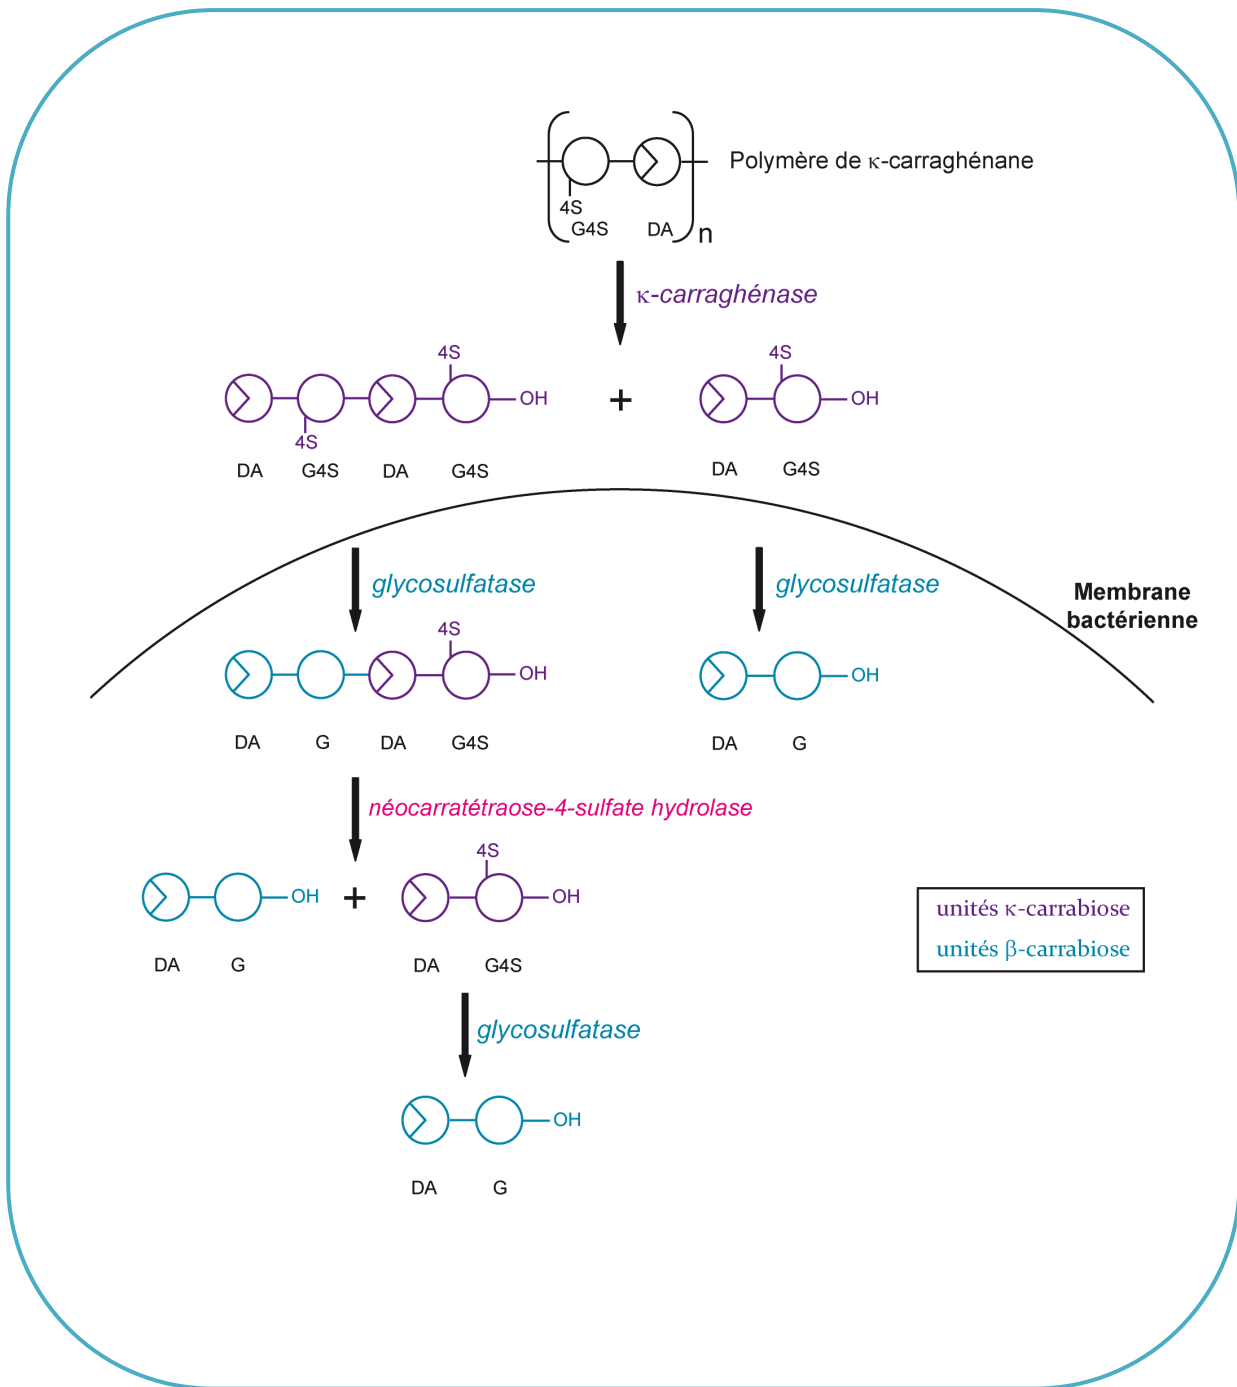 Polymère de κ-carraghénane
4S
G4S DA n
κ-carraghénase
4S 4S
OH + OH
4S
DA G4S DA G4S DA G4S
glycosulfatase glycosulfatase
Membrane
bactérienne
4S
OH OH
DA G DA G4S DA G
néocarratétraose-4-sulfate hydrolase
4S
OH + OH
unités κ-carrabiose
unités β-carrabiose
DA G DA G4S
glycosulfatase
OH
DA G